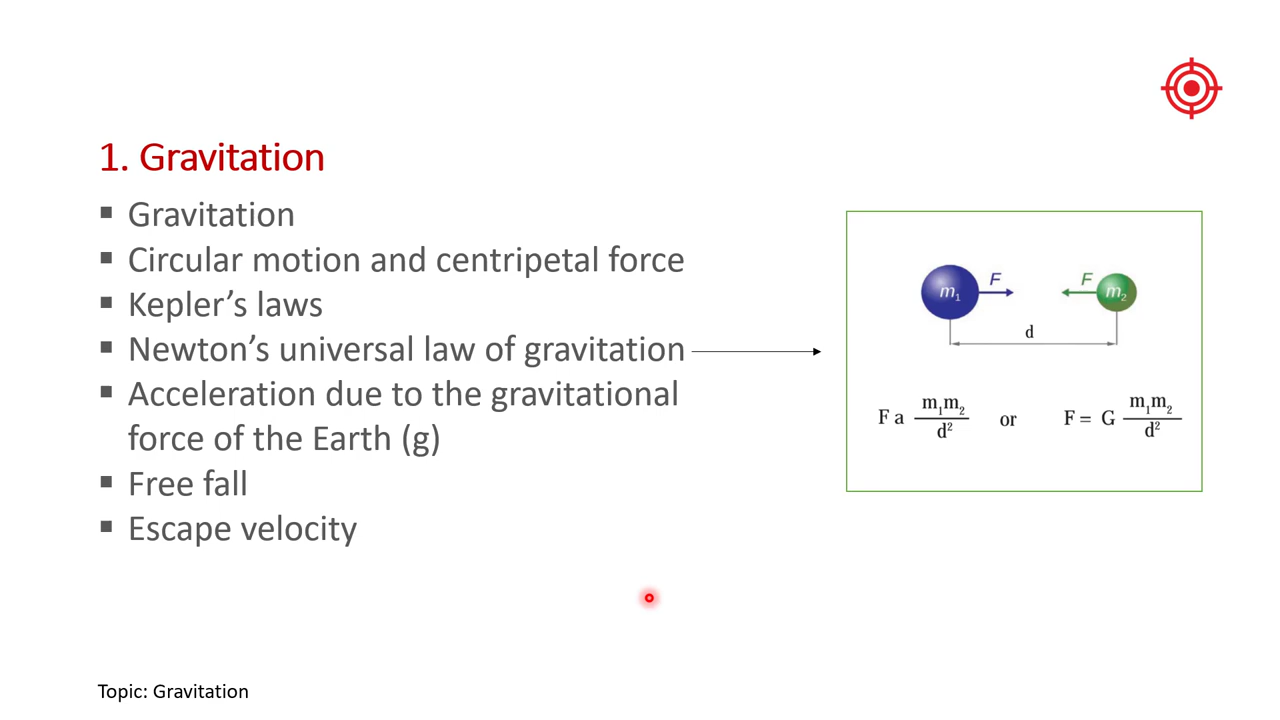 1. Gravitation
▪ Gravitation
▪ Circular motion and centripetal force
▪ Kepler’s laws
▪ Newton’s universal law of gravitation
▪ Acceleration due to the gravitational
force of the Earth (g)
▪ Free fall
▪ Escape velocity
m₁ F F m₂
d
F a m₁m₂/d² or F = G m₁m₂/d²
Topic: Gravitation